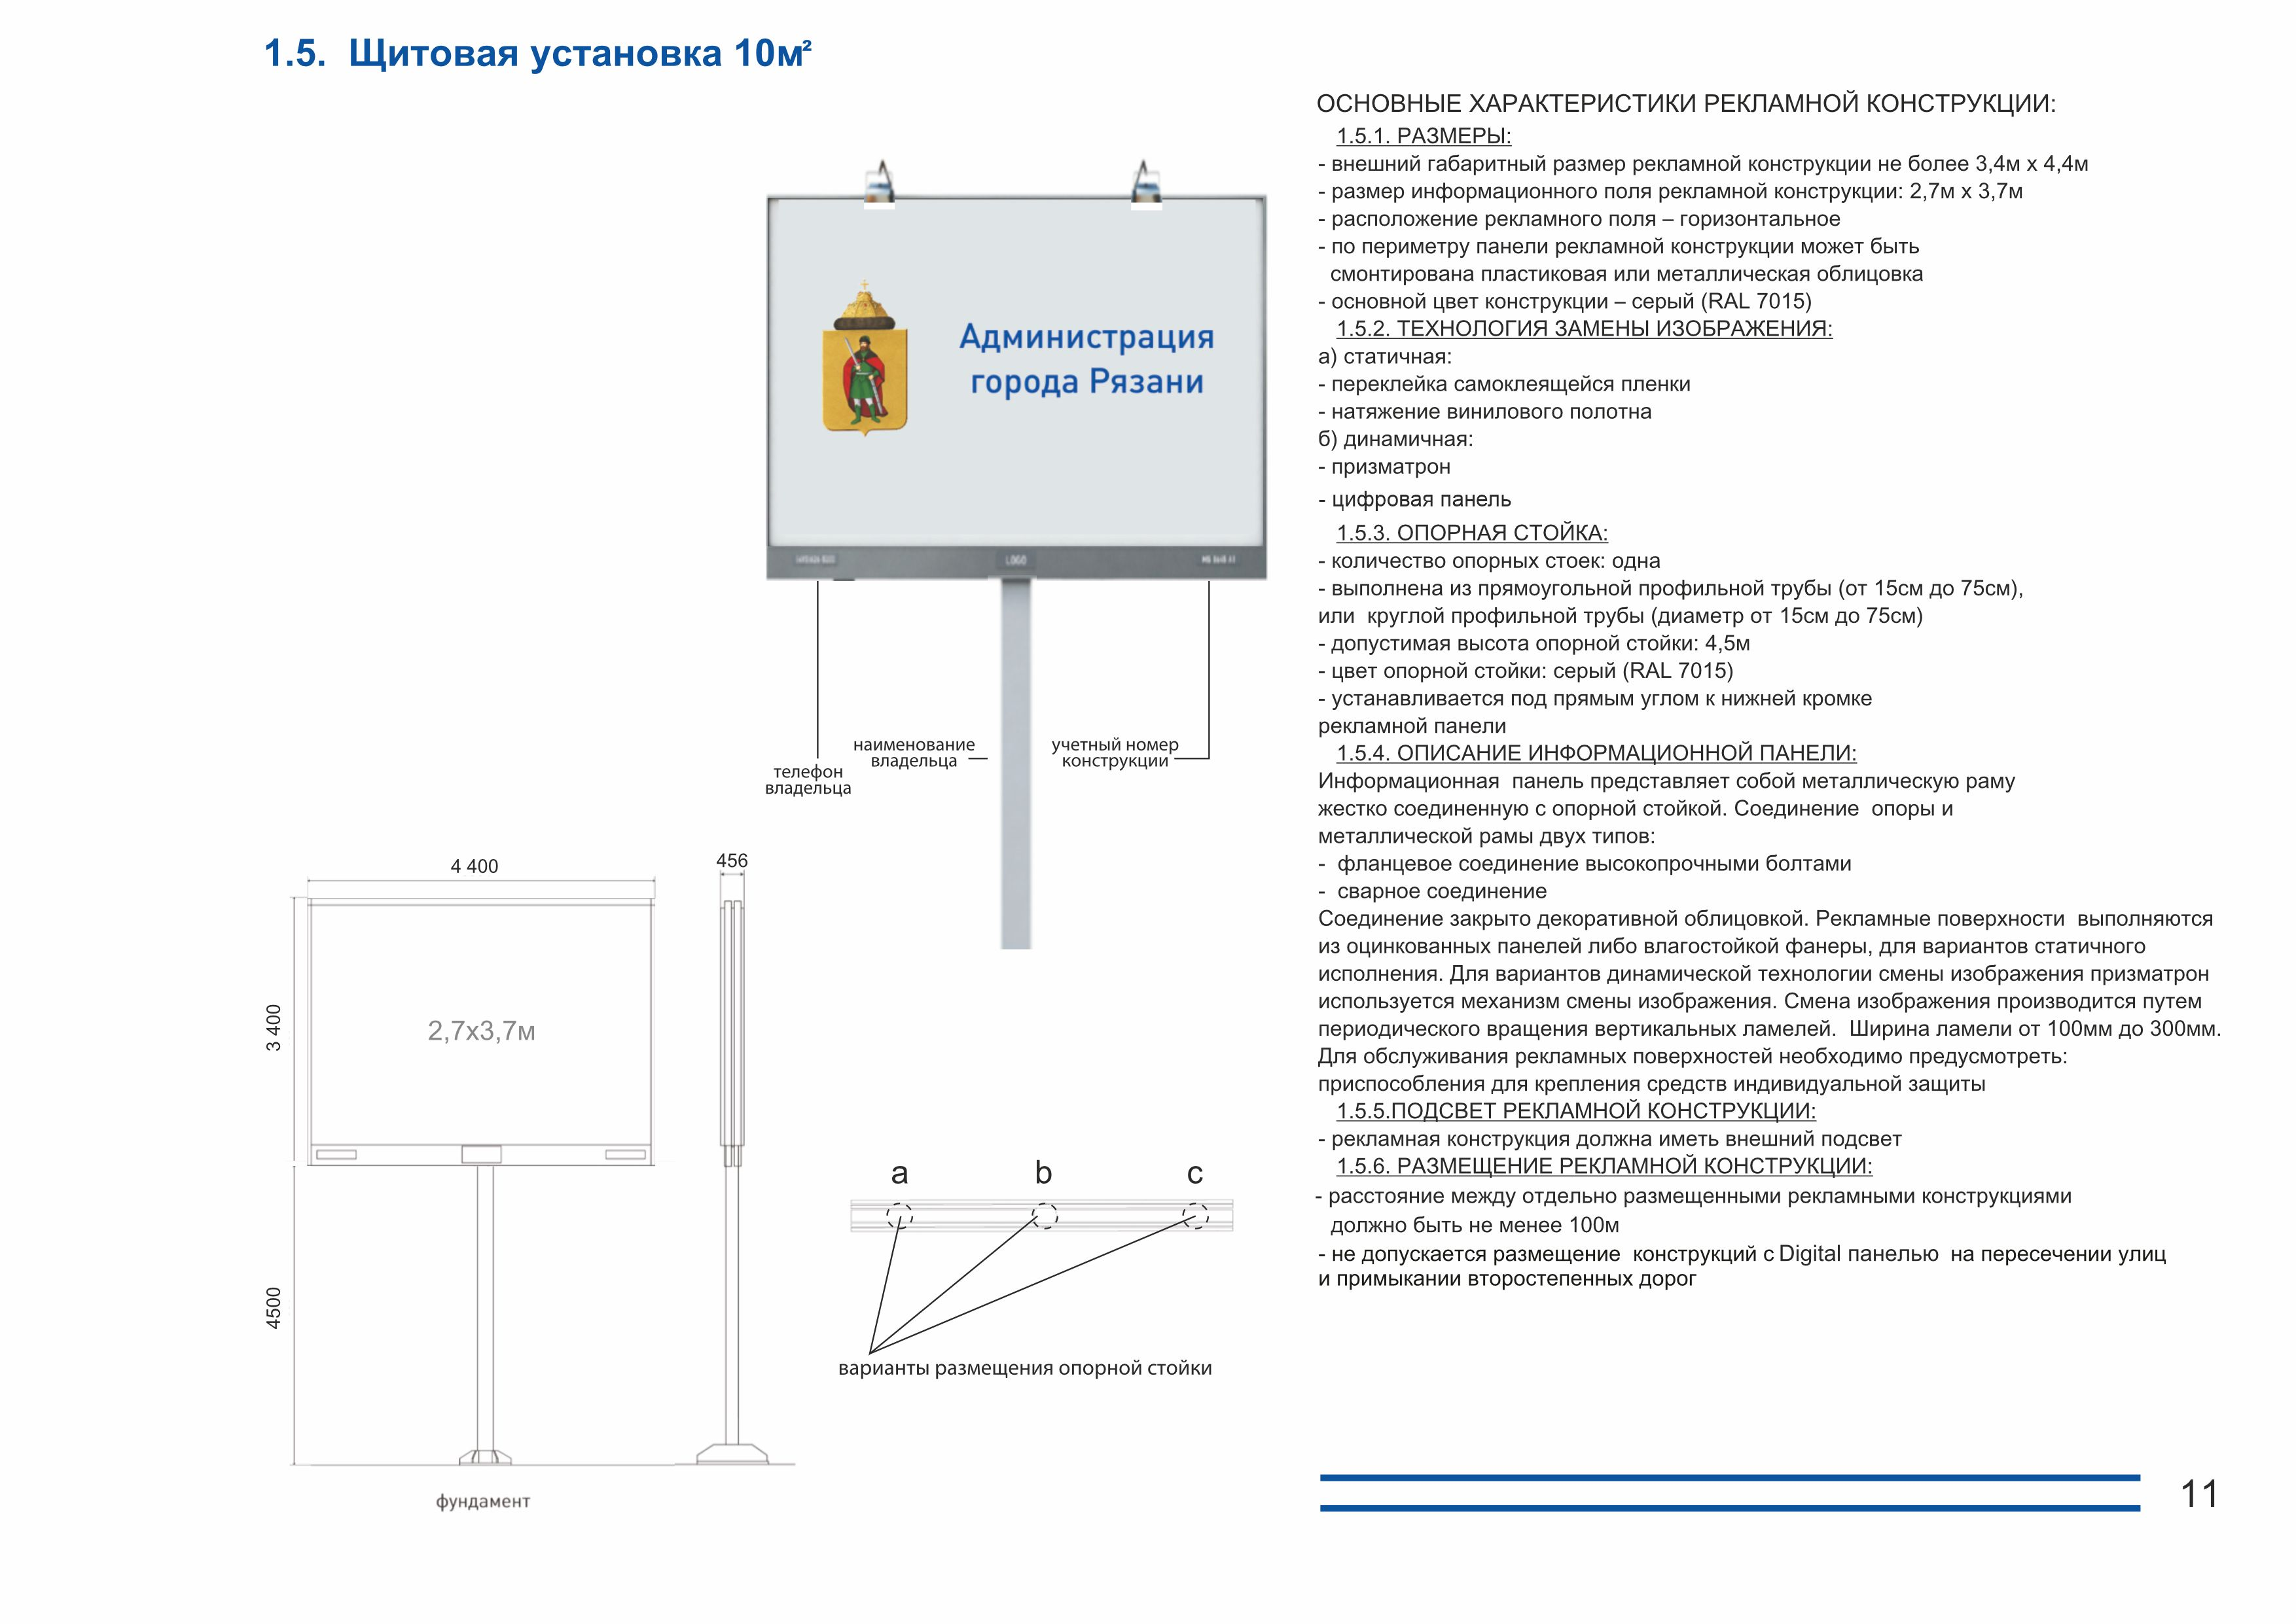 1.5. Щитовая установка 10м²
ОСНОВНЫЕ ХАРАКТЕРИСТИКИ РЕКЛАМНОЙ КОНСТРУКЦИИ:
1.5.1. РАЗМЕРЫ:
- внешний габаритный размер рекламной конструкции не более 3,4м х 4,4м
- размер информационного поля рекламной конструкции: 2,7м х 3,7м
- расположение рекламного поля – горизонтальное
- по периметру панели рекламной конструкции может быть
смонтирована пластиковая или металлическая облицовка
- основной цвет конструкции – серый (RAL 7015)
1.5.2. ТЕХНОЛОГИЯ ЗАМЕНЫ ИЗОБРАЖЕНИЯ:
а) статичная:
- переклейка самоклеящейся пленки
- натяжение винилового полотна
б) динамичная:
- призматрон
- цифровая панель
1.5.3. ОПОРНАЯ СТОЙКА:
- количество опорных стоек: одна
- выполнена из прямоугольной профильной трубы (от 15см до 75см),
или круглой профильной трубы (диаметр от 15см до 75см)
- допустимая высота опорной стойки: 4,5м
- цвет опорной стойки: серый (RAL 7015)
- устанавливается под прямым углом к нижней кромке
рекламной панели
1.5.4. ОПИСАНИЕ ИНФОРМАЦИОННОЙ ПАНЕЛИ:
Информационная панель представляет собой металлическую раму
жестко соединенную с опорной стойкой. Соединение опоры и
металлической рамы двух типов:
- фланцевое соединение высокопрочными болтами
- сварное соединение
Соединение закрыто декоративной облицовкой. Рекламные поверхности выполняются
из оцинкованных панелей либо влагостойкой фанеры, для вариантов статичного
исполнения. Для вариантов динамической технологии смены изображения призматрон
используется механизм смены изображения. Смена изображения производится путем
периодического вращения вертикальных ламелей. Ширина ламели от 100мм до 300мм.
Для обслуживания рекламных поверхностей необходимо предусмотреть:
приспособления для крепления средств индивидуальной защиты
1.5.5.ПОДСВЕТ РЕКЛАМНОЙ КОНСТРУКЦИИ:
- рекламная конструкция должна иметь внешний подсвет
1.5.6. РАЗМЕЩЕНИЕ РЕКЛАМНОЙ КОНСТРУКЦИИ:
- расстояние между отдельно размещенными рекламными конструкциями
должно быть не менее 100м
- не допускается размещение конструкций с Digital панелью на пересечении улиц
и примыкании второстепенных дорог
Администрация
города Рязани
LOGO
телефон
владельца
наименование
владельца
учетный номер
конструкции
4 400
456
3 400
2,7х3,7м
4500
фундамент
a
b
c
варианты размещения опорной стойки
11